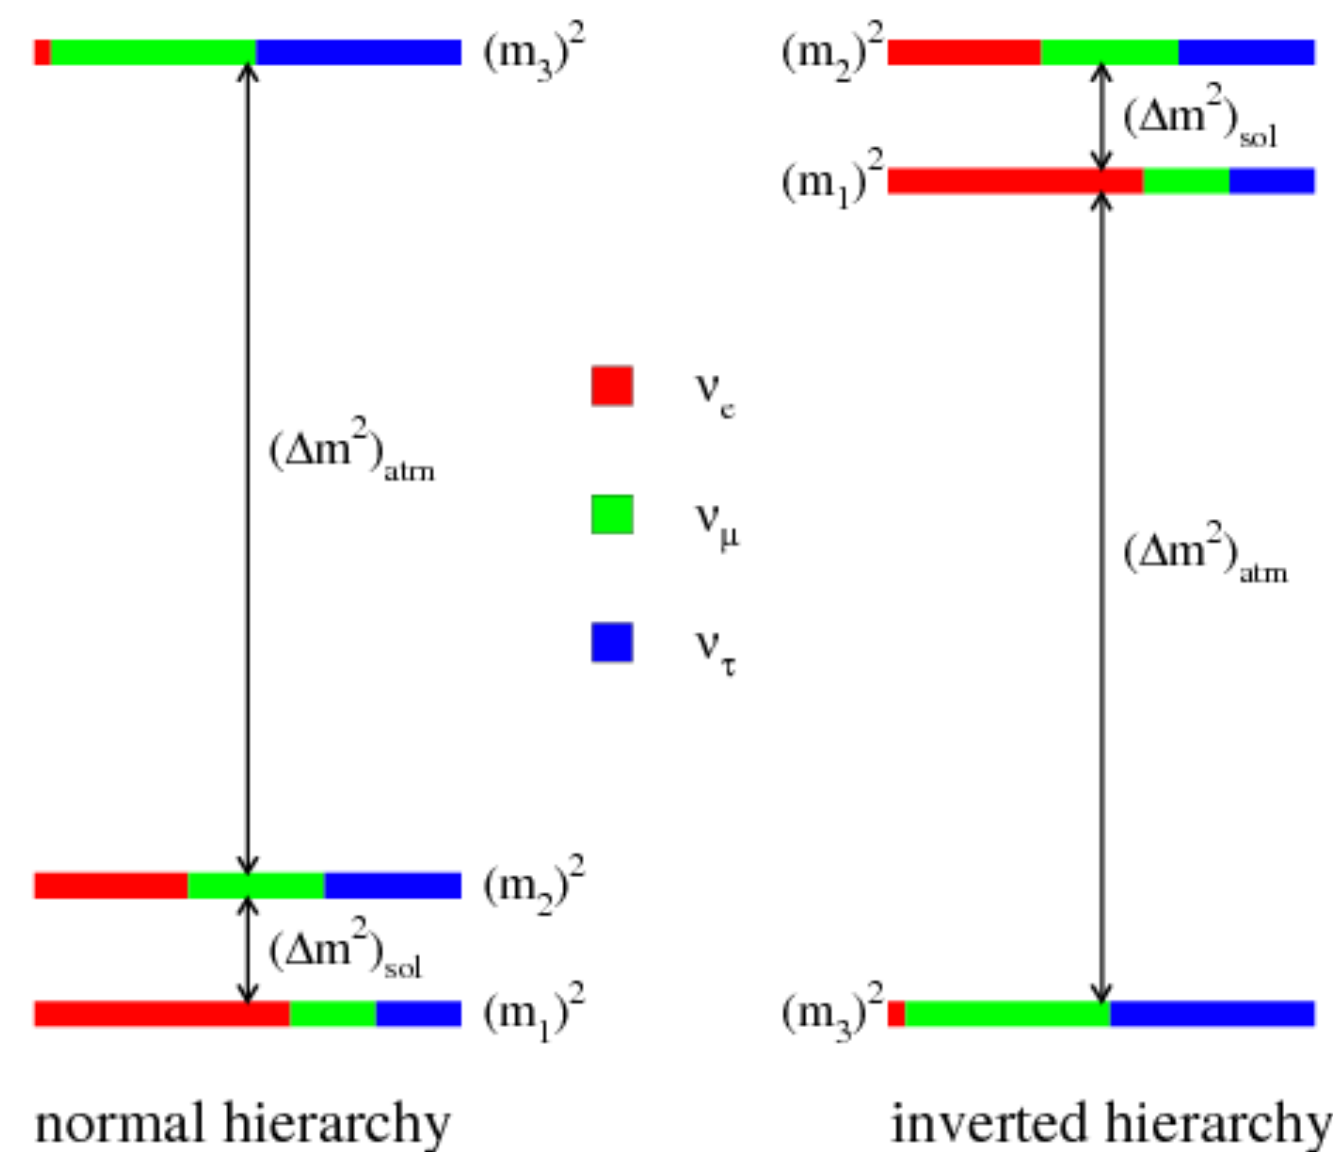 (m₃)²
(m₂)²
(Δm²)sol
(m₁)²
νe
(Δm²)atm
νμ
(Δm²)atm
ντ
(m₂)²
(Δm²)sol
(m₁)²
(m₃)²
normal hierarchy
inverted hierarchy